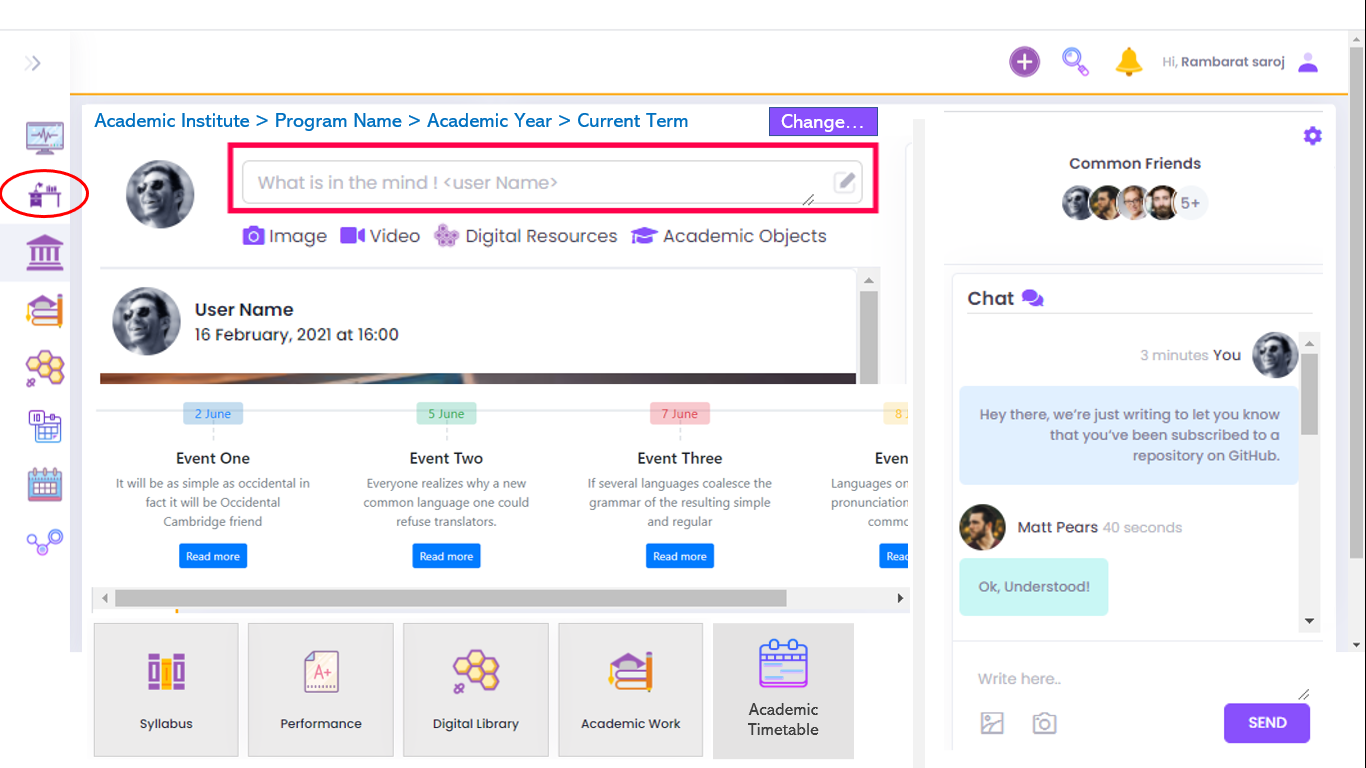 Hi, Rambarat saroj
Academic Institute > Program Name > Academic Year > Current Term
Change...
What is in the mind ! <user Name>
Image
Video
Digital Resources
Academic Objects
User Name
16 February, 2021 at 16:00
2 June
Event One
It will be as simple as occidental in
fact it will be Occidental
Cambridge friend
Read more
5 June
Event Two
Everyone realizes why a new
common language one could
refuse translators.
Read more
7 June
Event Three
If several languages coalesce the
grammar of the resulting simple
and regular
Read more
8
Even
Languages on
pronunciation
commo
Read
Syllabus
A+
Performance
Digital Library
Academic Work
Academic
Timetable
Common Friends
5+
Chat
3 minutes You
Hey there, we're just writing to let you know
that you've been subscribed to a
repository on GitHub.
Matt Pears 40 seconds
Ok, Understood!
Write here..
SEND